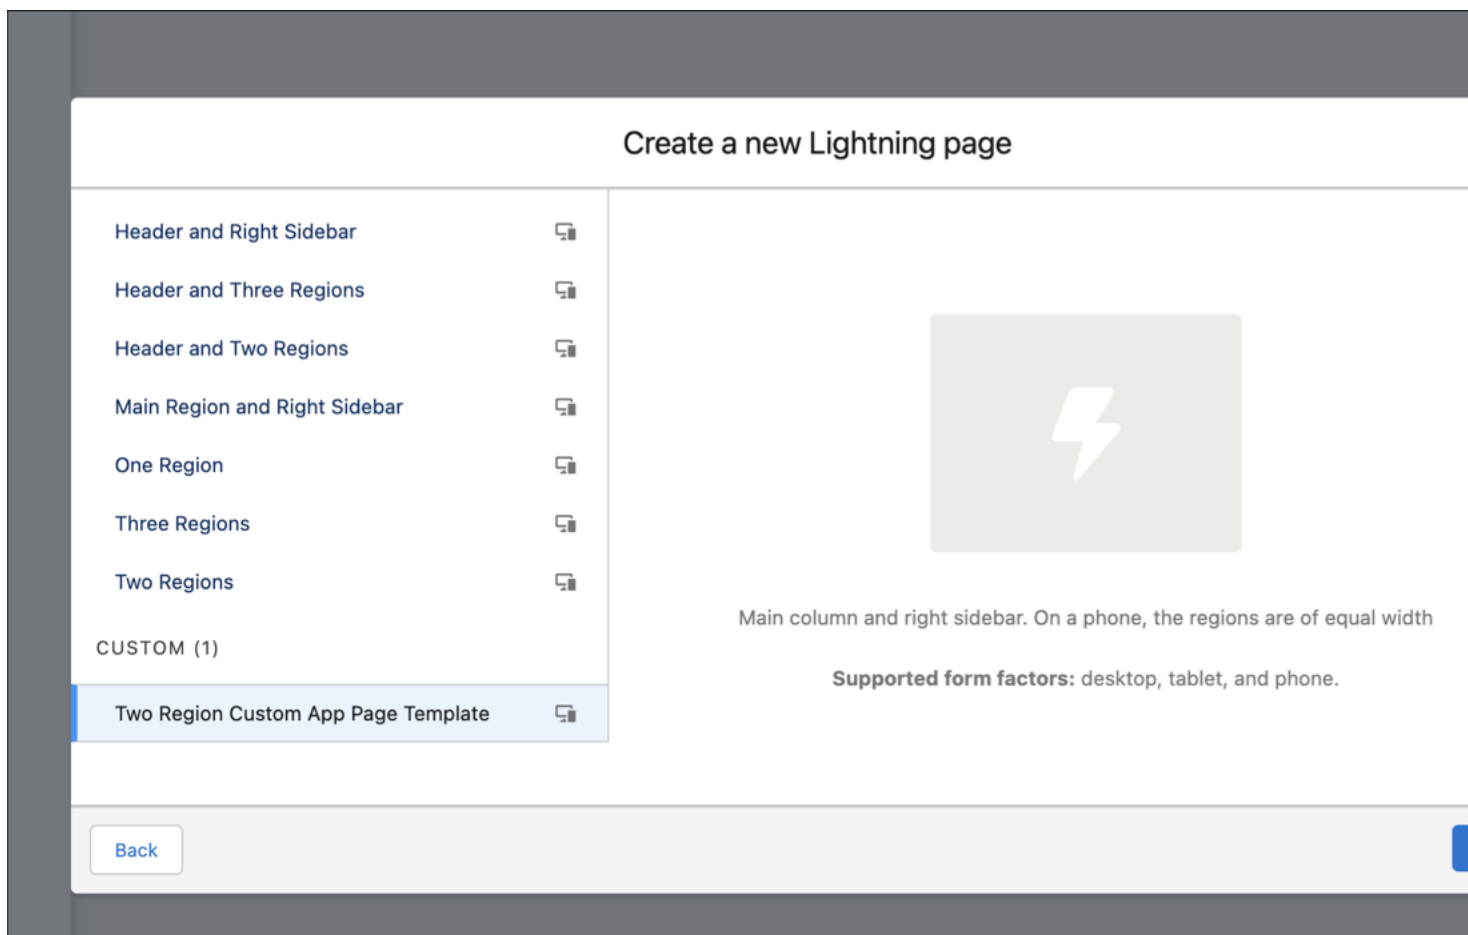 Create a new Lightning page
Header and Right Sidebar
Header and Three Regions
Header and Two Regions
Main Region and Right Sidebar
One Region
Three Regions
Two Regions
CUSTOM (1)
Two Region Custom App Page Template
Main column and right sidebar. On a phone, the regions are of equal width
Supported form factors: desktop, tablet, and phone.
Back